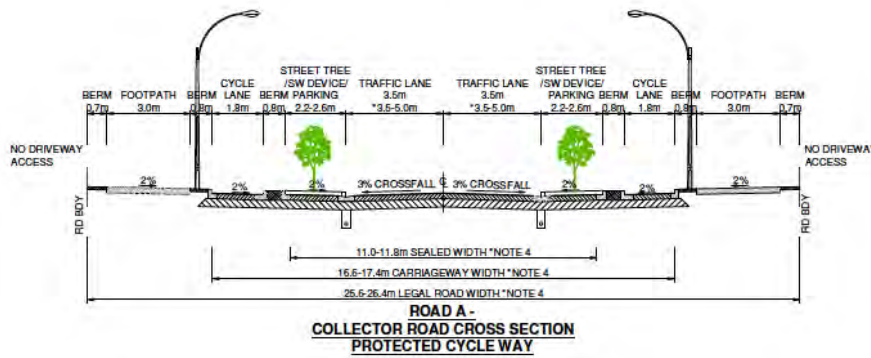 STREET TREE
/SW DEVICE/
PARKING
2.2-2.6m
STREET TREE
/SW DEVICE/
PARKING
2.2-2.6m
BERM
0.7m
FOOTPATH
3.0m
BERM
0.8m
CYCLE
LANE
1.8m
BERM
0.8m
TRAFFIC LANE
3.5m
*3.5-5.0m
TRAFFIC LANE
3.5m
*3.5-5.0m
BERM
0.8m
CYCLE
LANE
1.8m
BERM
0.8m
FOOTPATH
3.0m
BERM
0.7m
NO DRIVEWAY
ACCESS
NO DRIVEWAY
ACCESS
2%
2%
2%
3% CROSSFALL
℄
3% CROSSFALL
2%
2%
2%
RD BDY
RD BDY
11.0-11.8m SEALED WIDTH *NOTE 4
16.6-17.4m CARRIAGEWAY WIDTH *NOTE 4
25.6-26.4m LEGAL ROAD WIDTH *NOTE 4
ROAD A -
COLLECTOR ROAD CROSS SECTION
PROTECTED CYCLE WAY